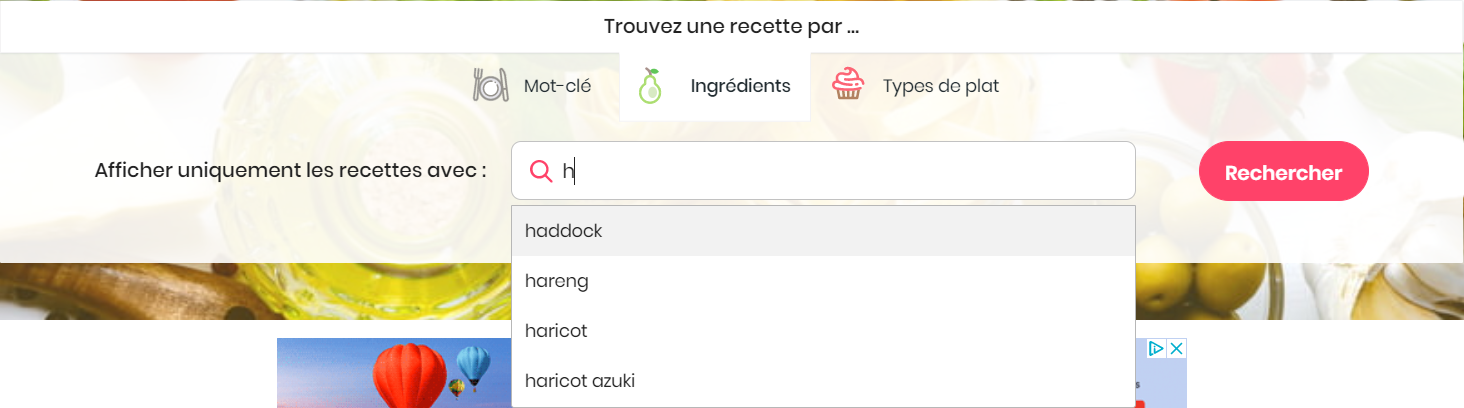 Trouvez une recette par ...
Mot-clé
Ingrédients
Types de plat
Afficher uniquement les recettes avec :
h
Rechercher
haddock
hareng
haricot
haricot azuki